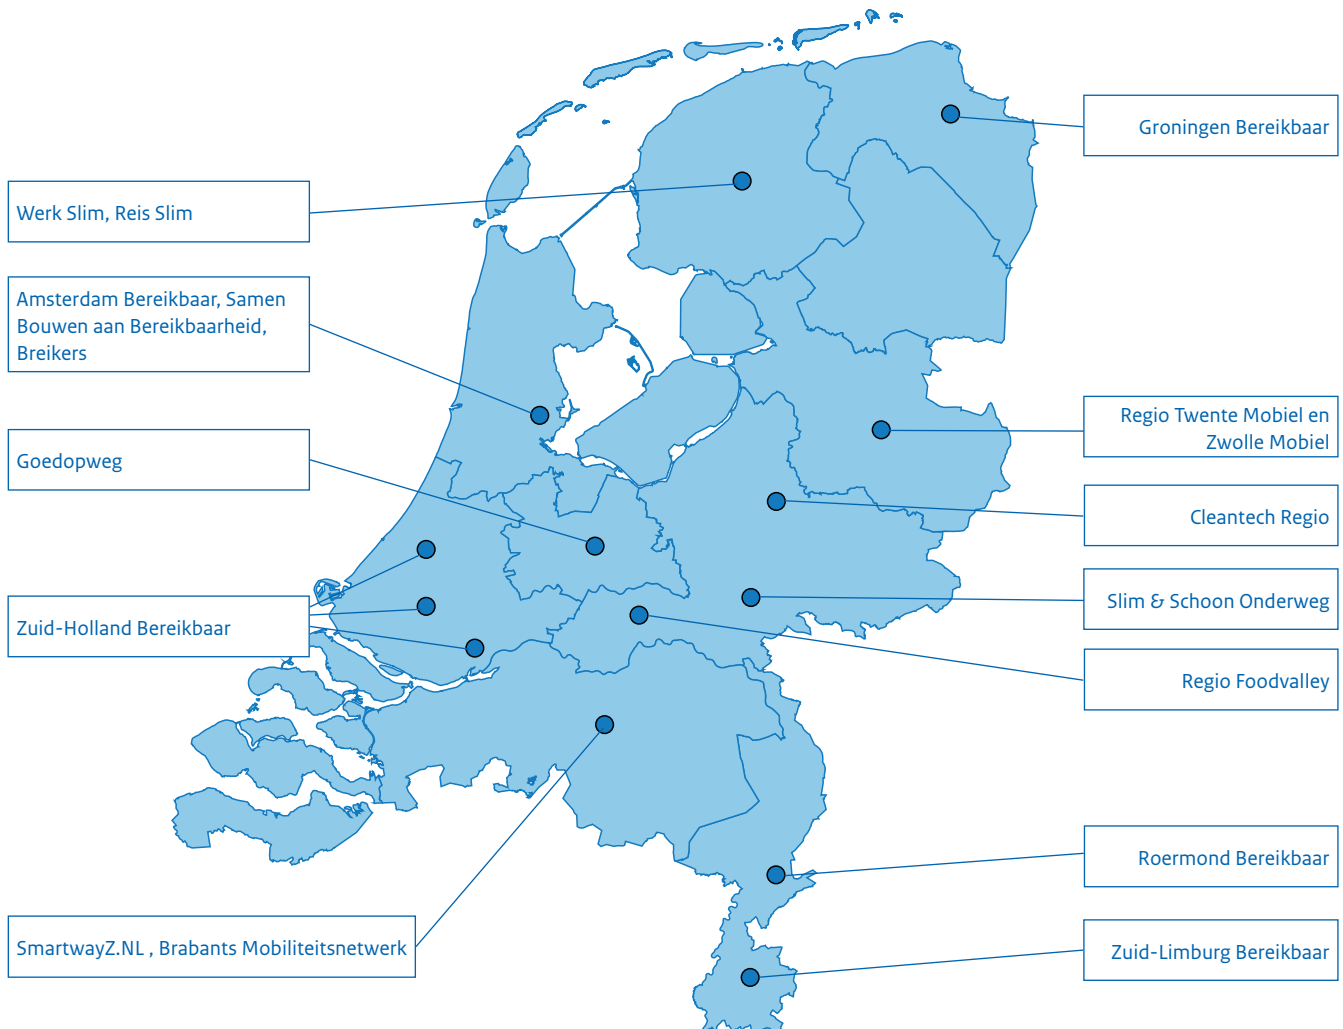 Groningen Bereikbaar
Werk Slim, Reis Slim
Amsterdam Bereikbaar, Samen
Bouwen aan Bereikbaarheid,
Breikers
Goedopweg
Zuid-Holland Bereikbaar
SmartwayZ.NL , Brabants Mobiliteitsnetwerk
Regio Twente Mobiel en
Zwolle Mobiel
Cleantech Regio
Slim & Schoon Onderweg
Regio Foodvalley
Roermond Bereikbaar
Zuid-Limburg Bereikbaar